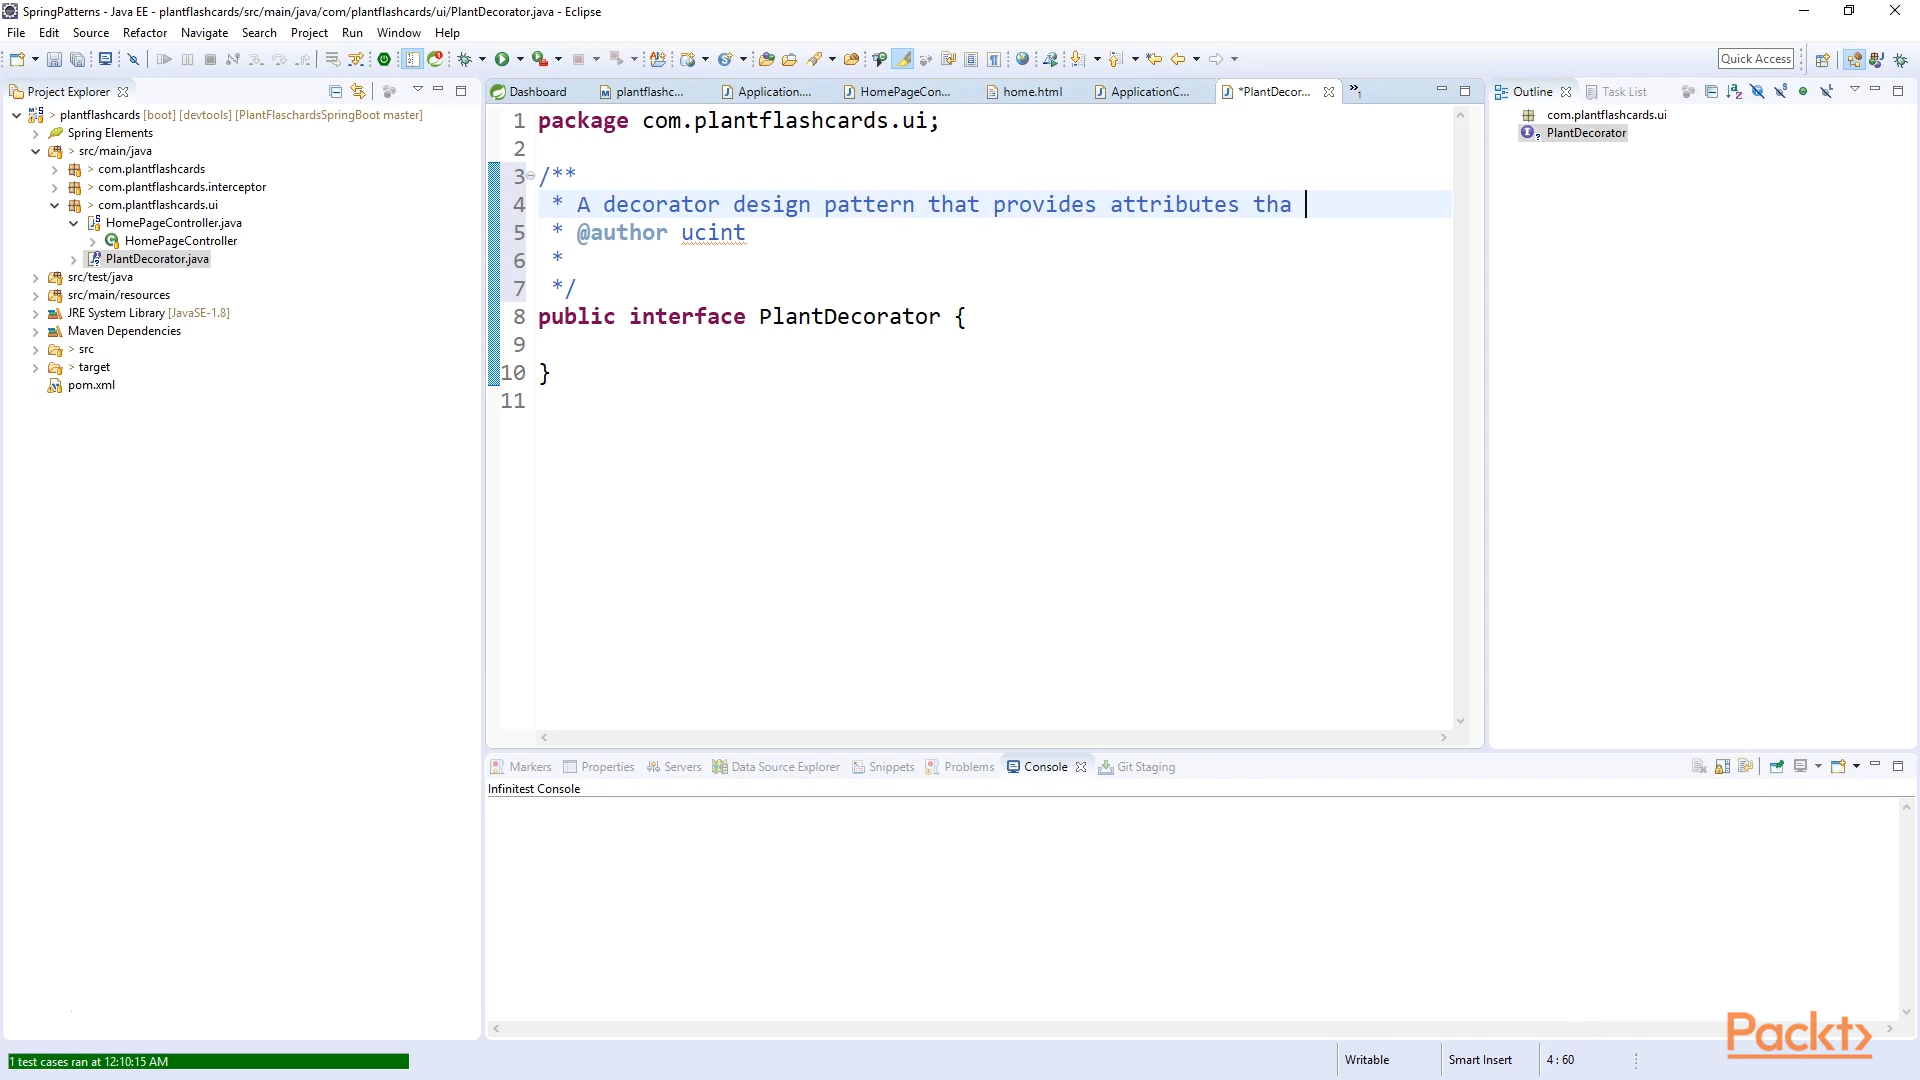 SpringPatterns - Java EE - plantflashcards/src/main/java/com/plantflashcards/ui/PlantDecorator.java - Eclipse
File Edit Source Refactor Navigate Search Project Run Window Help
Quick Access
Project Explorer
Dashboard plantflashc... Application.... HomePageCon... home.html ApplicationC... *PlantDecor... »1
Outline Task List
> plantflashcards [boot] [devtools] [PlantFlaschardsSpringBoot master]
Spring Elements
> src/main/java
> com.plantflashcards
> com.plantflashcards.interceptor
> com.plantflashcards.ui
HomePageController.java
HomePageController
PlantDecorator.java
src/test/java
src/main/resources
JRE System Library [JavaSE-1.8]
Maven Dependencies
> src
> target
pom.xml
1 package com.plantflashcards.ui;
2
3 /**
4 * A decorator design pattern that provides attributes tha
5 * @author ucint
6 *
7 */
8 public interface PlantDecorator {
9
10 }
11
com.plantflashcards.ui
PlantDecorator
Markers Properties Servers Data Source Explorer Snippets Problems Console Git Staging
Infinitest Console
Packt>
1 test cases ran at 12:10:15 AM
Writable Smart Insert 4 : 60